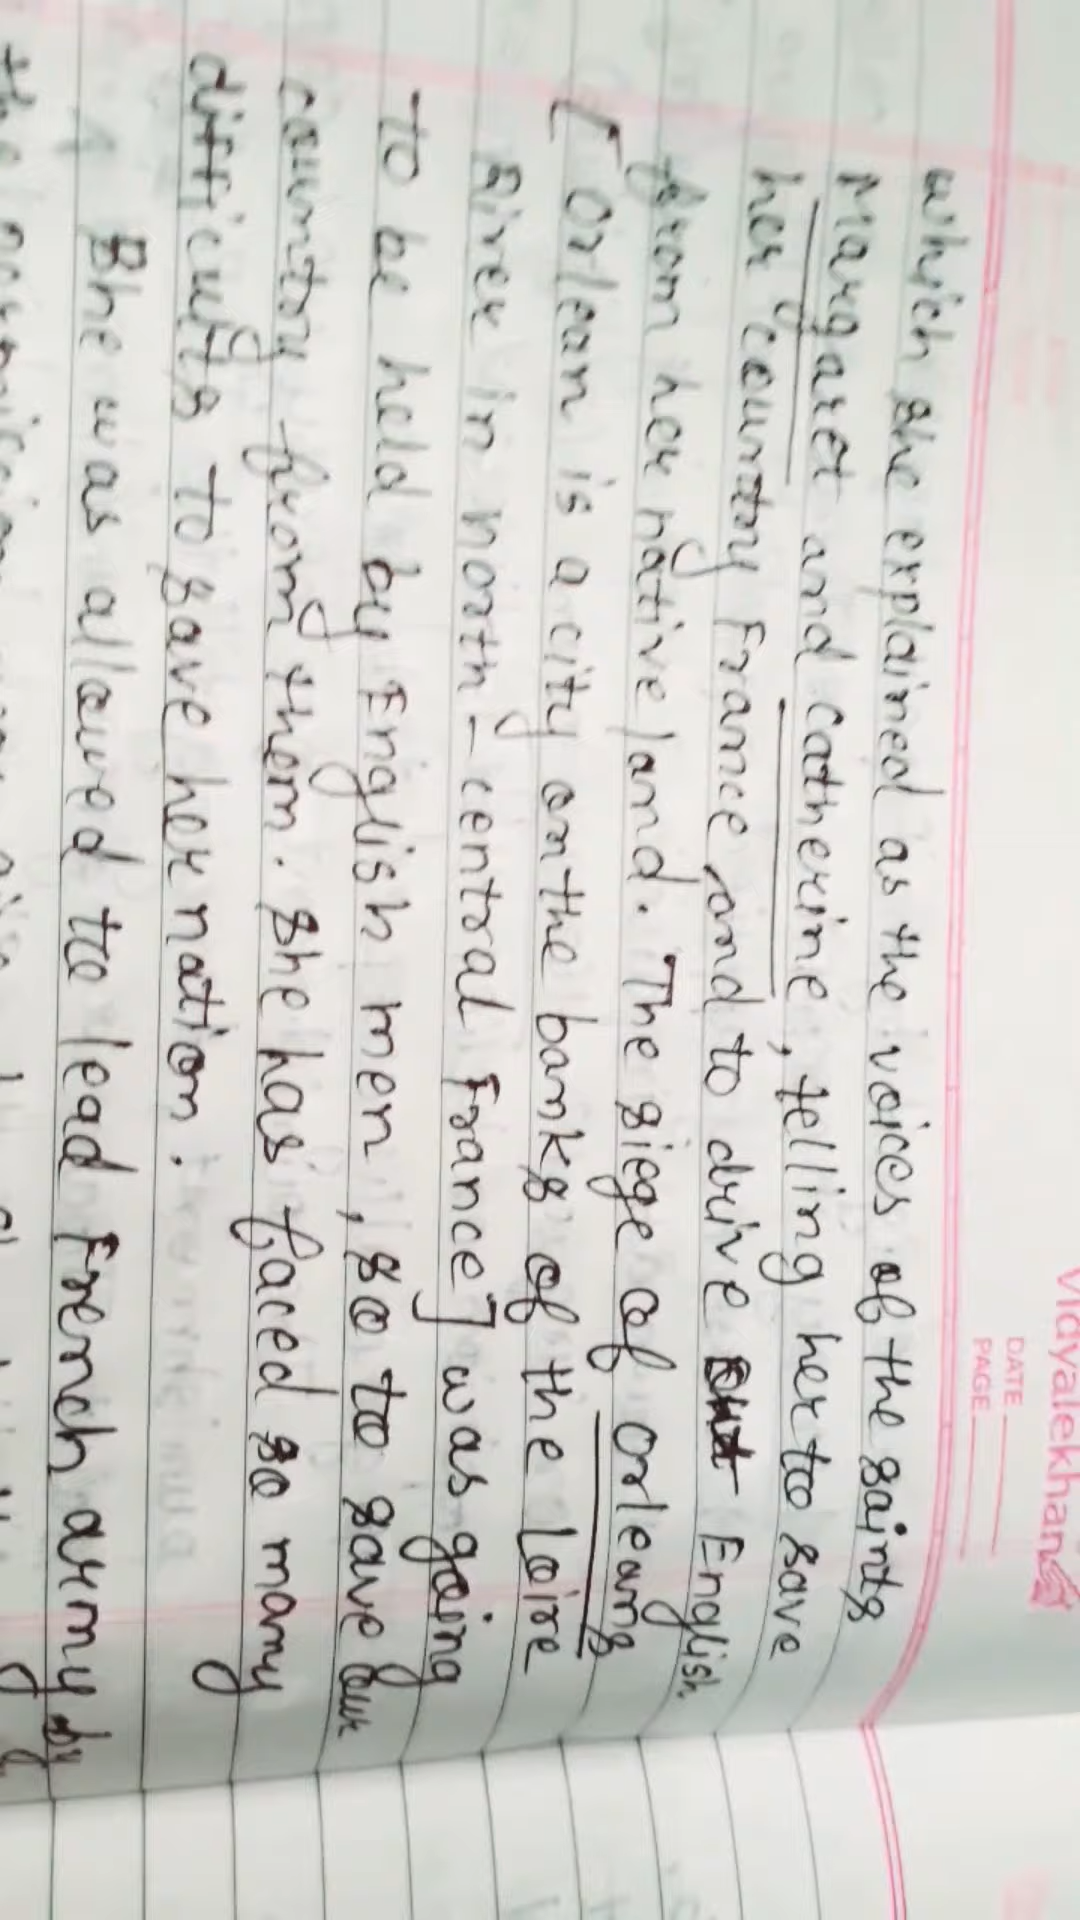 Vidyalekhan
DATE
PAGE
which she explained as the voices of the saints
Margaret and Catherine, telling her to save
her country France, and to drive out English
from her native land. The siege of Orleans
[ Orlean is a city on the banks of the Loire
River in north-central France] was going
to be held by English men, so to save our
country from them. She has faced so many
difficults to save her nation.
She was allowed to lead French army by
the